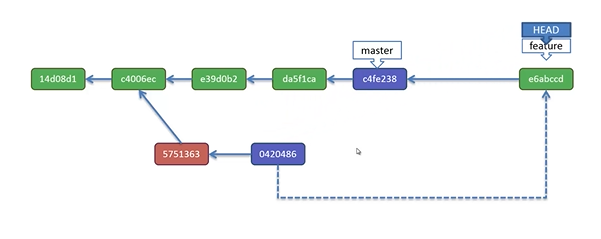 HEAD
master
feature
14d08d1
c4006ec
e39d0b2
da5f1ca
c4fe238
e6abccd
5751363
0420486